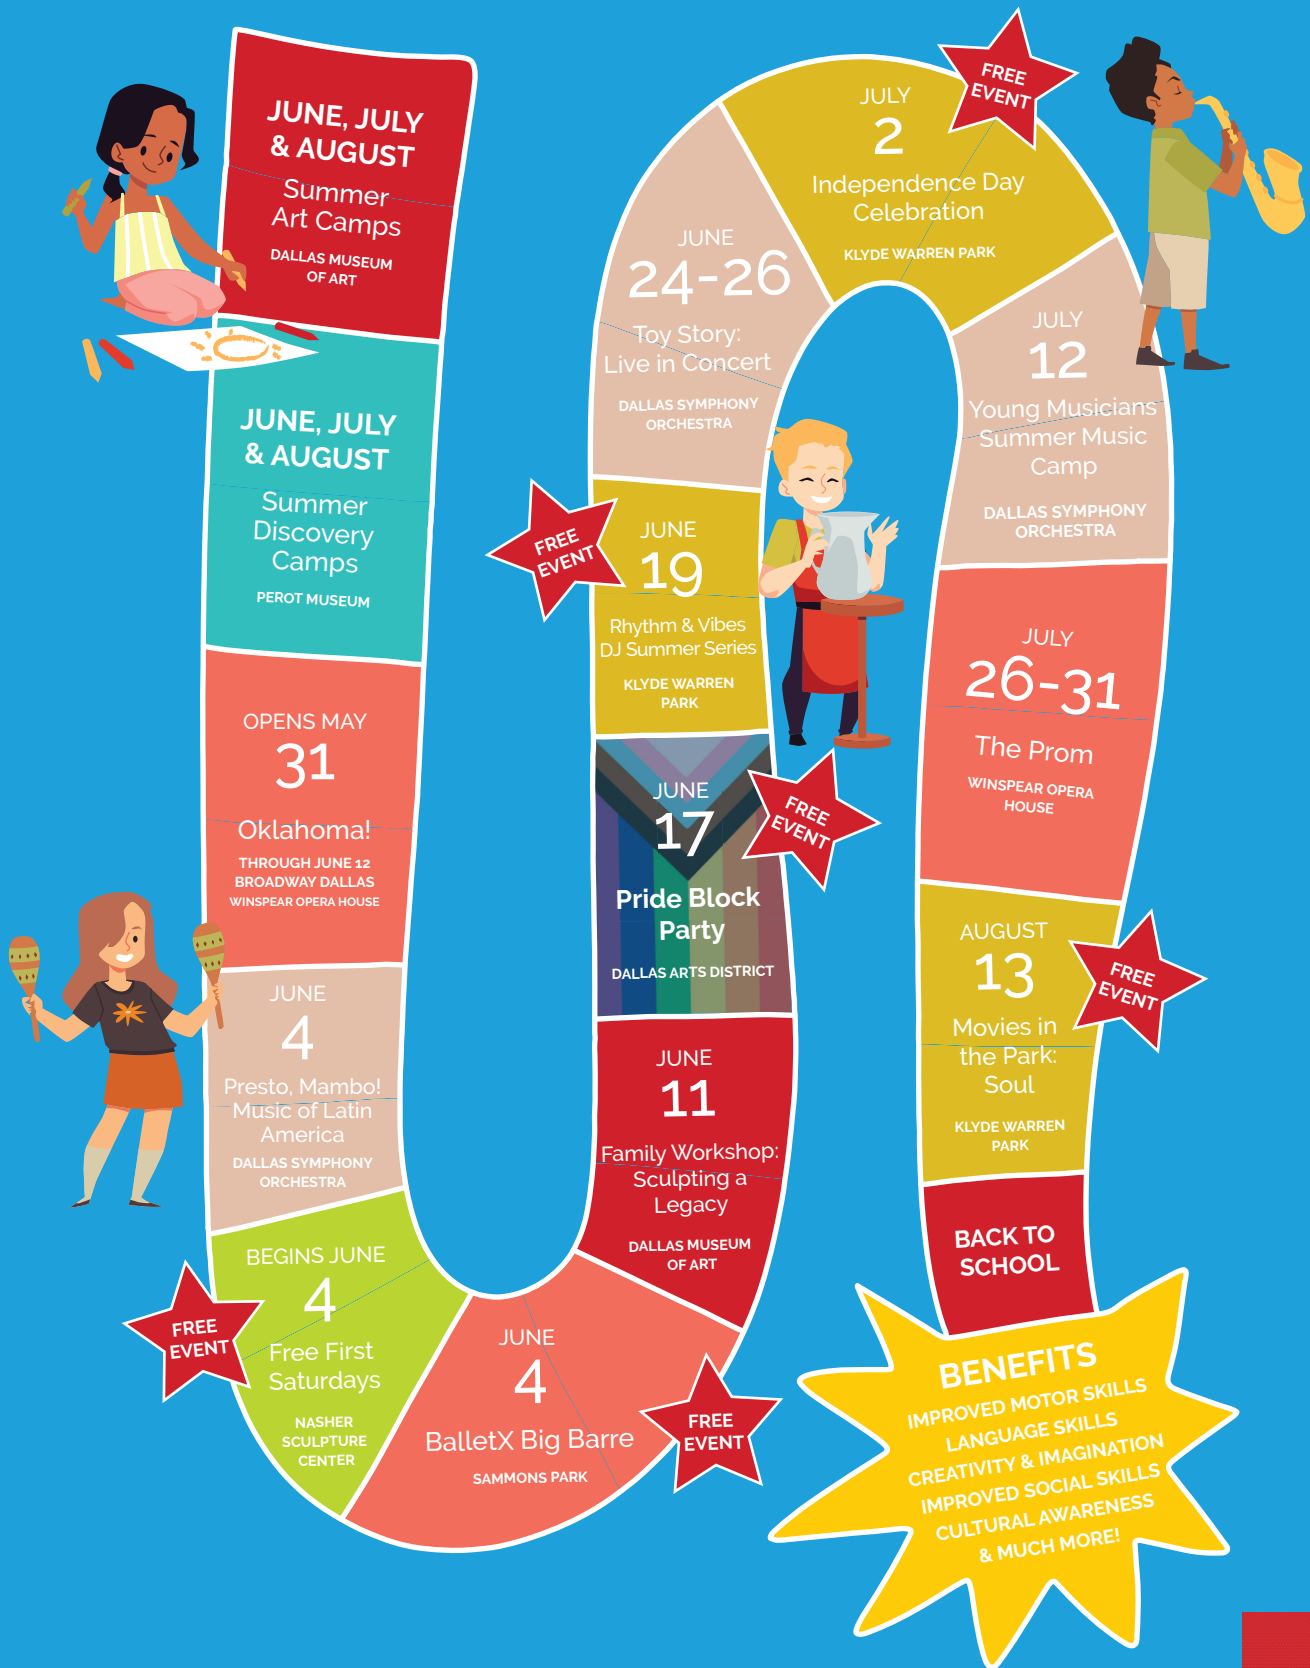 JUNE, JULY
& AUGUST
Summer
Art Camps
DALLAS MUSEUM
OF ART
JUNE, JULY
& AUGUST
Summer
Discovery
Camps
PEROT MUSEUM
OPENS MAY
31
Oklahoma!
THROUGH JUNE 12
BROADWAY DALLAS
WINSPEAR OPERA HOUSE
JUNE
4
Presto, Mambo!
Music of Latin
America
DALLAS SYMPHONY
ORCHESTRA
BEGINS JUNE
4
Free First
Saturdays
NASHER
SCULPTURE
CENTER
FREE
EVENT
JUNE
4
BalletX Big Barre
SAMMONS PARK
FREE
EVENT
JUNE
11
Family Workshop:
Sculpting a
Legacy
DALLAS MUSEUM
OF ART
JUNE
17
Pride Block
Party
DALLAS ARTS DISTRICT
FREE
EVENT
JUNE
19
Rhythm & Vibes
DJ Summer Series
KLYDE WARREN
PARK
FREE
EVENT
JUNE
24-26
Toy Story:
Live in Concert
DALLAS SYMPHONY
ORCHESTRA
JULY
2
Independence Day
Celebration
KLYDE WARREN PARK
FREE
EVENT
JULY
12
Young Musicians
Summer Music
Camp
DALLAS SYMPHONY
ORCHESTRA
JULY
26-31
The Prom
WINSPEAR OPERA
HOUSE
AUGUST
13
Movies in
the Park:
Soul
KLYDE WARREN
PARK
FREE
EVENT
BACK TO
SCHOOL
BENEFITS
IMPROVED MOTOR SKILLS
LANGUAGE SKILLS
CREATIVITY & IMAGINATION
IMPROVED SOCIAL SKILLS
CULTURAL AWARENESS
& MUCH MORE!